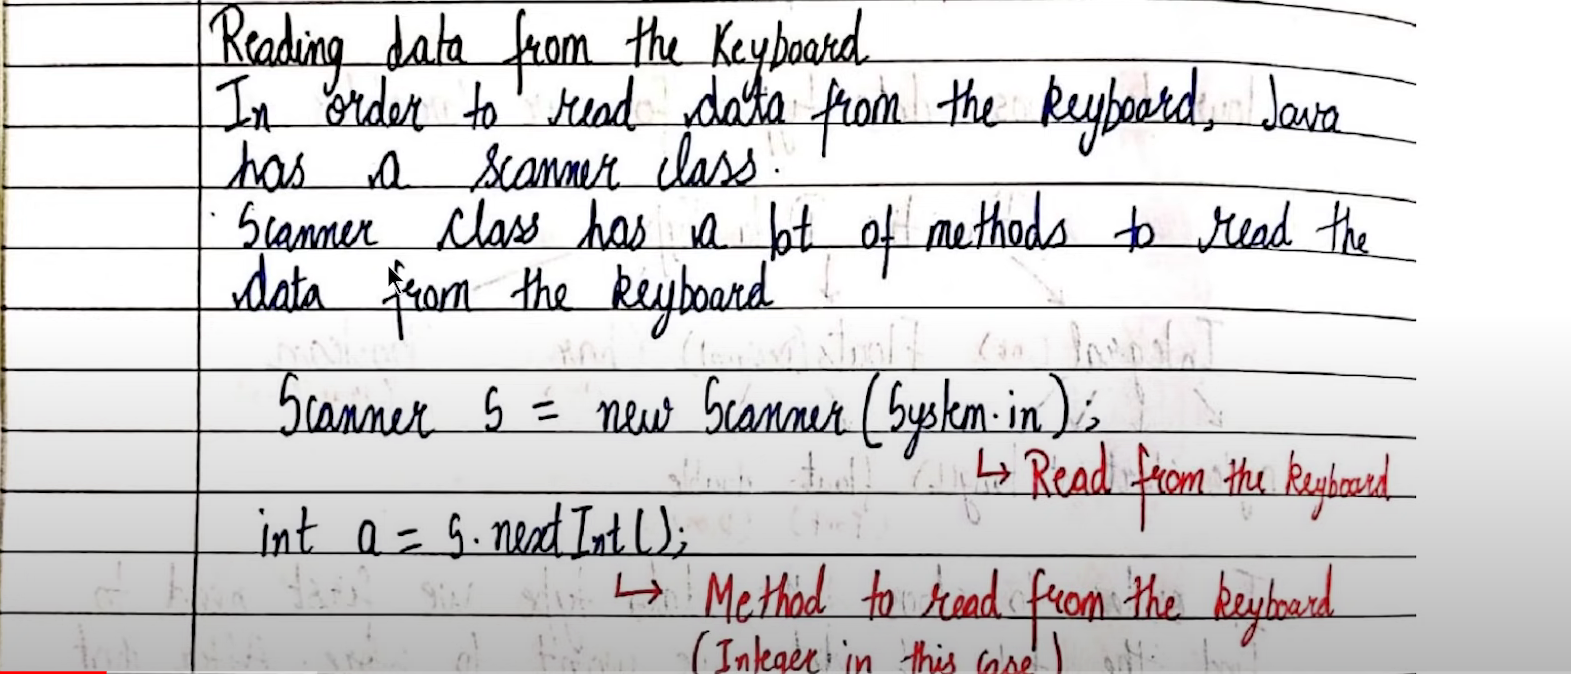 Reading data from the Keyboard
In order to read data from the keyboard, Java
has a scanner class.
Scanner class has a lot of methods to read the
data from the keyboard
Scanner S = new Scanner (System.in);
↳ Read from the keyboard
int a = S.nextInt();
↳ Method to read from the keyboard
(Integer in this case)